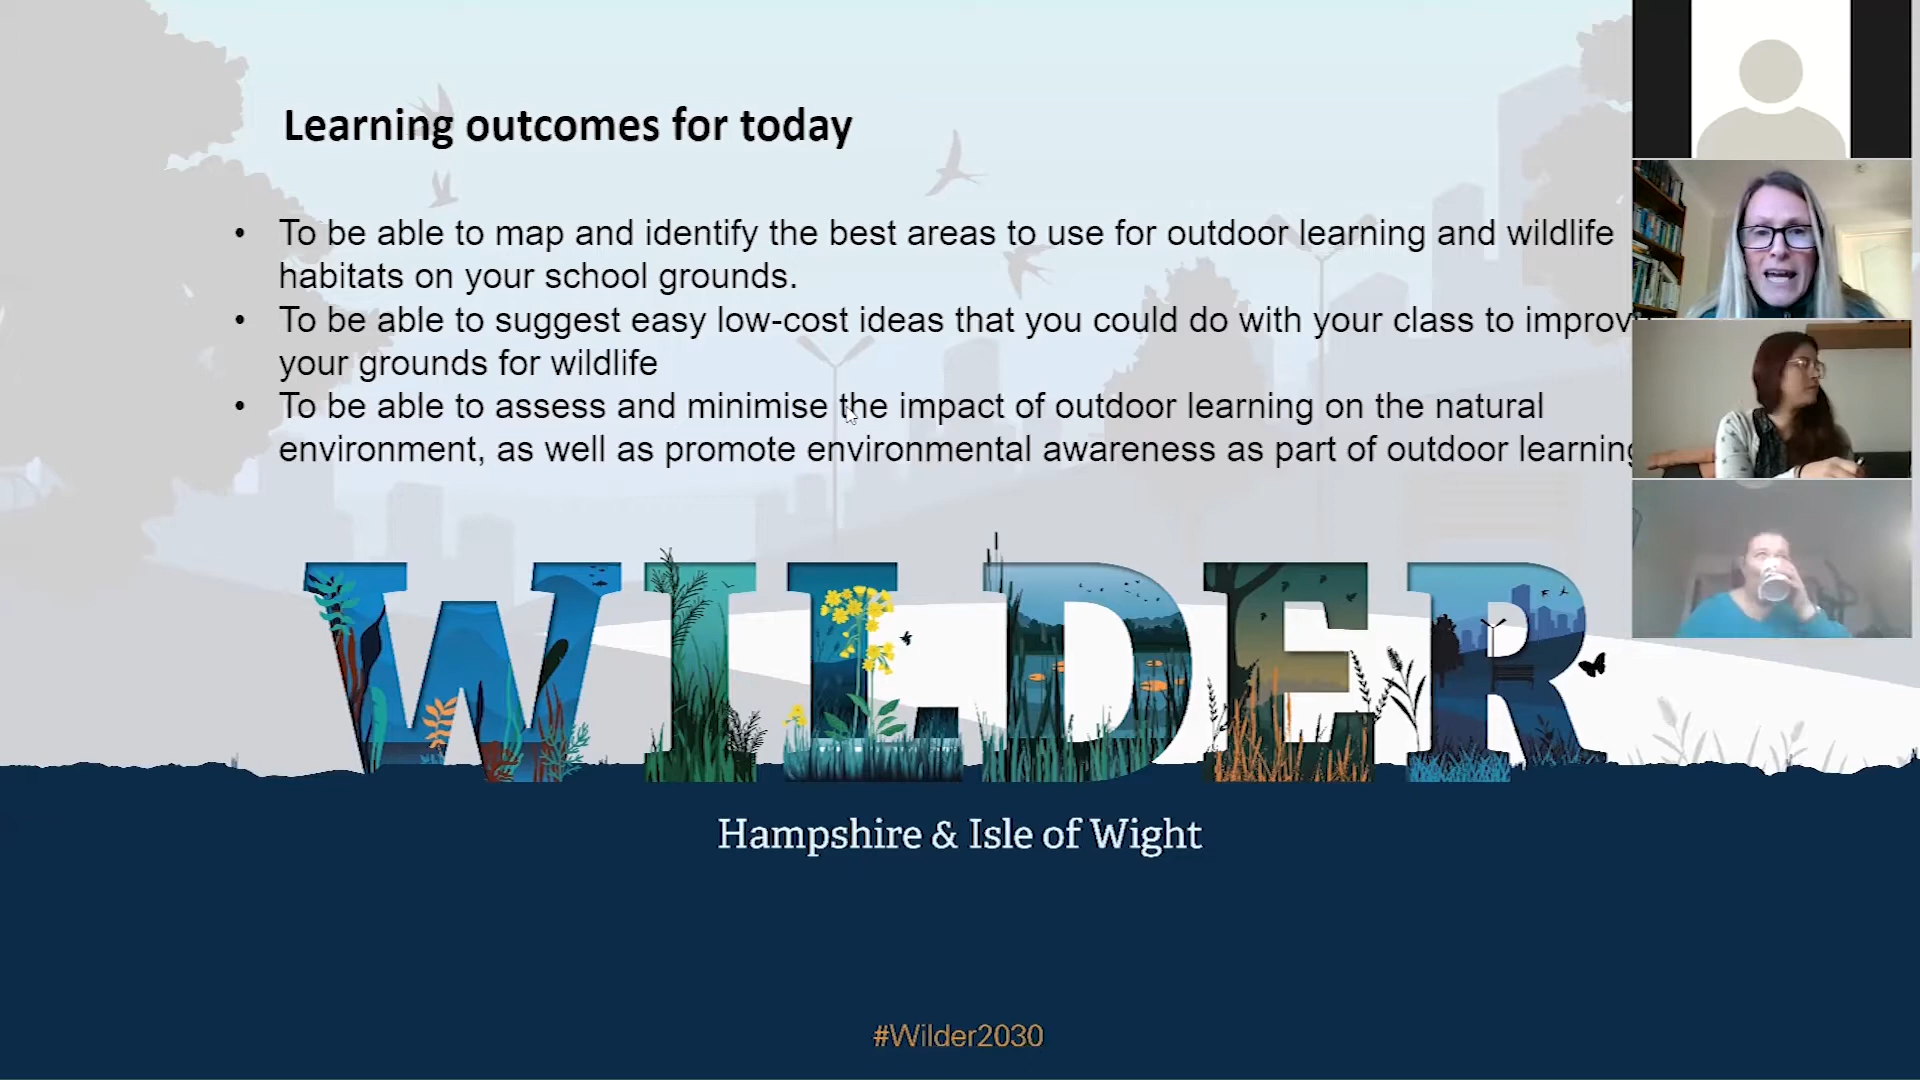 Learning outcomes for today
• To be able to map and identify the best areas to use for outdoor learning and wildlife
habitats on your school grounds.
• To be able to suggest easy low-cost ideas that you could do with your class to improv
your grounds for wildlife
• To be able to assess and minimise the impact of outdoor learning on the natural
environment, as well as promote environmental awareness as part of outdoor learning
WILDER
Hampshire & Isle of Wight
#Wilder2030